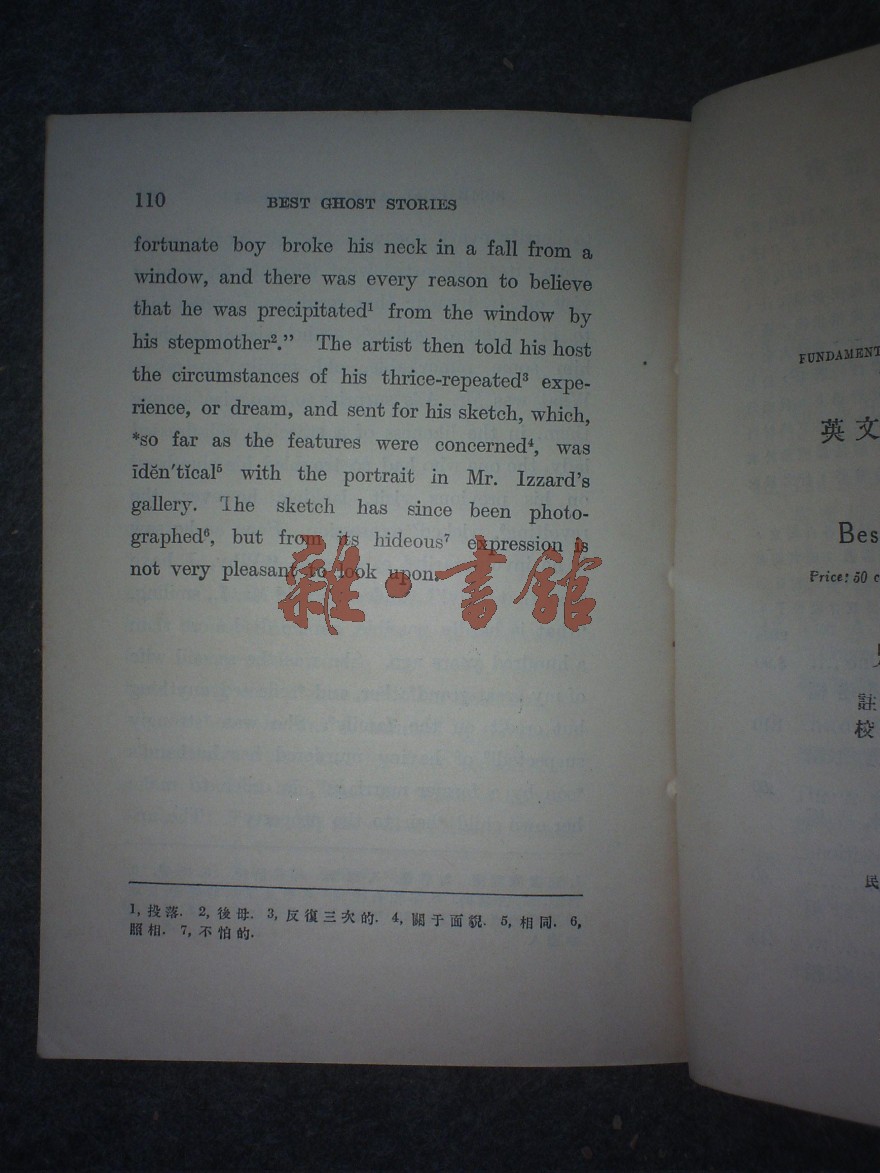 110 BEST GHOST STORIES
fortunate boy broke his neck in a fall from a
window, and there was every reason to believe
that he was precipitated¹ from the window by
his stepmother²." The artist then told his host
the circumstances of his thrice-repeated³ expe-
rience, or dream, and sent for his sketch, which,
*so far as the features were concerned⁴, was
īdĕn′tĭcal⁵ with the portrait in Mr. Izzard's
gallery. The sketch has since been photo-
graphed⁶, but from its hideous⁷ expression is
not very pleasant to look upon.
雜·書館
1, 投落. 2, 後母. 3, 反復三次的. 4, 關于面貌. 5, 相同. 6,
照相. 7, 不怕的.
FUNDAMENT
英文
Bes
Price: 50 c
註
校
民